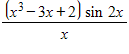 (x³−3x+2) sin 2x
x